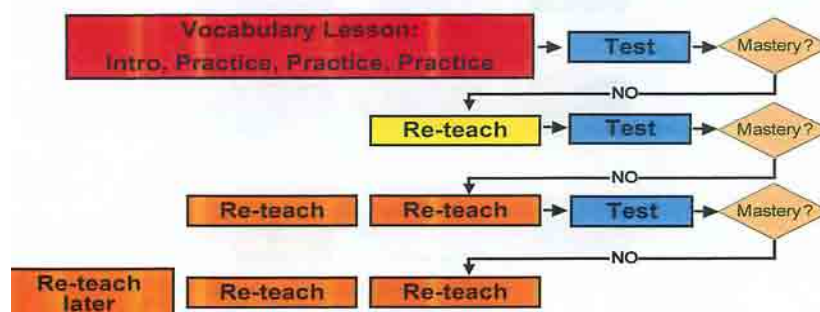 Vocabulary Lesson:
Intro, Practice, Practice, Practice
Test
Mastery?
NO
Re-teach
Test
Mastery?
NO
Re-teach
Re-teach
Test
Mastery?
NO
Re-teach
later
Re-teach
Re-teach